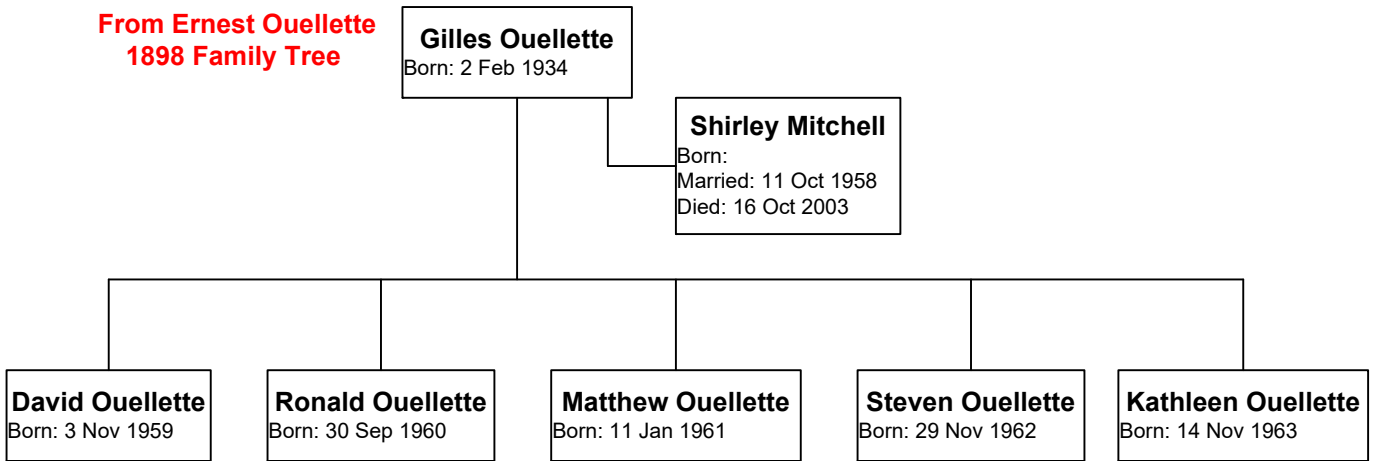 From Ernest Ouellette
1898 Family Tree
Gilles Ouellette
Born: 2 Feb 1934
Shirley Mitchell
Born:
Married: 11 Oct 1958
Died: 16 Oct 2003
David Ouellette
Born: 3 Nov 1959
Ronald Ouellette
Born: 30 Sep 1960
Matthew Ouellette
Born: 11 Jan 1961
Steven Ouellette
Born: 29 Nov 1962
Kathleen Ouellette
Born: 14 Nov 1963